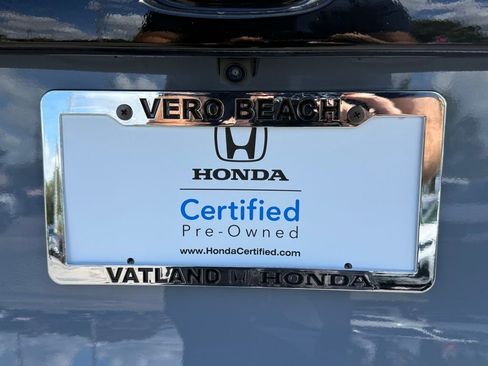 VERO BEACH
HONDA
Certified
Pre-Owned
www.HondaCertified.com
VATLAND HONDA